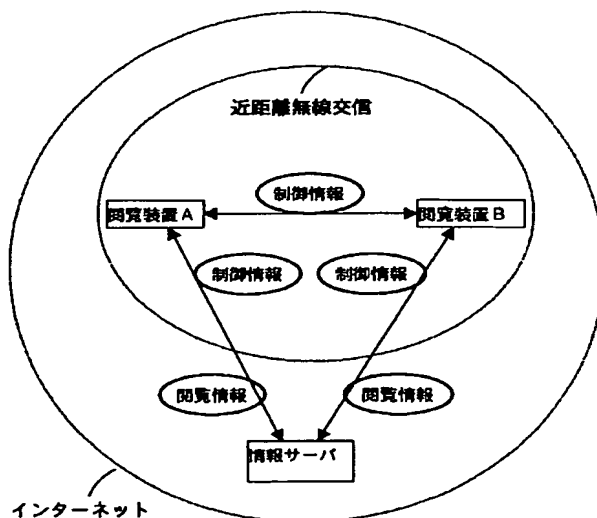 近距離無線交信
制御情報
閲覧装置A
閲覧装置B
制御情報
制御情報
閲覧情報
閲覧情報
情報サーバ
インターネット